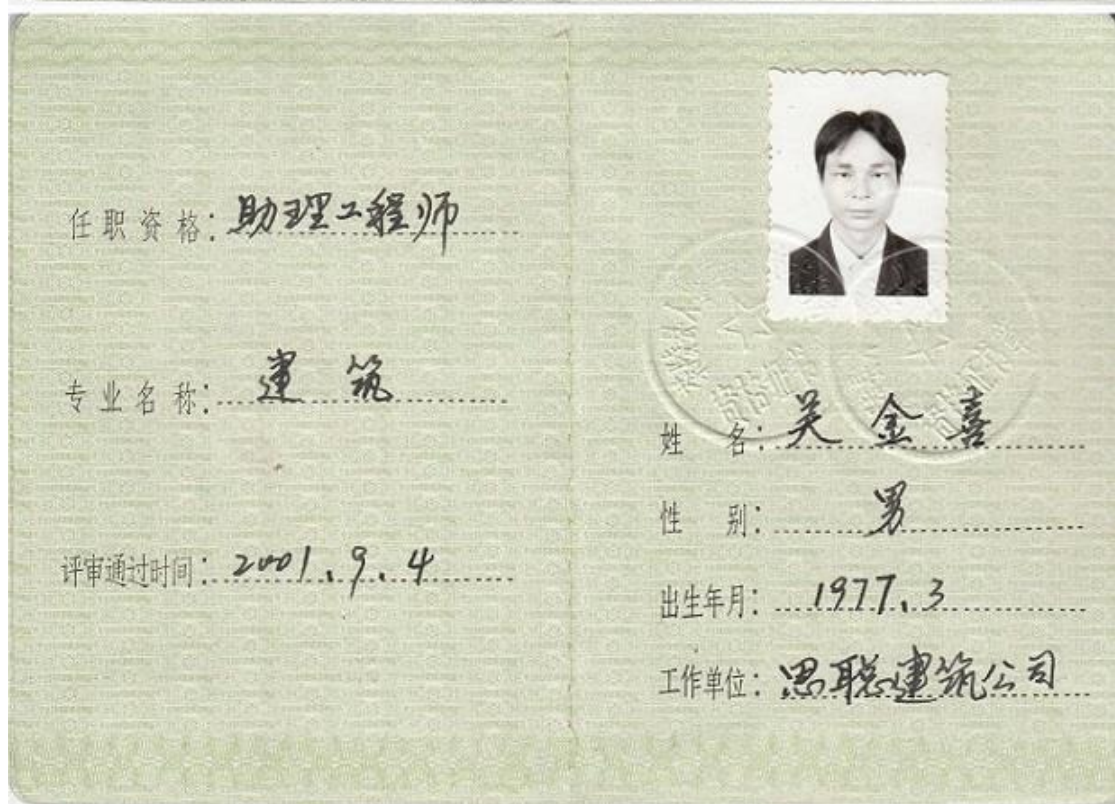 任职资格：助理工程师
专业名称：建筑
评审通过时间：2001.9.4
姓名：吴金喜
性别：男
出生年月：1977.3
工作单位：思聪建筑公司